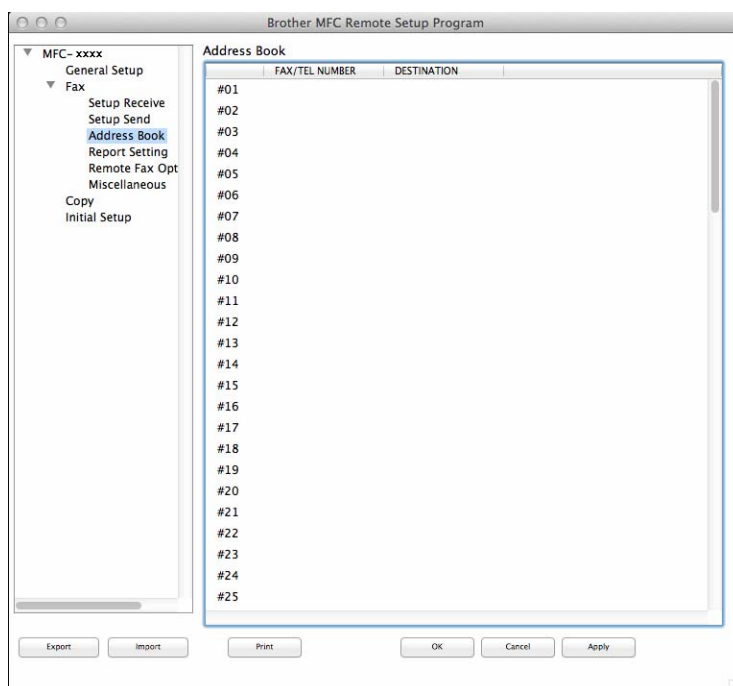 Brother MFC Remote Setup Program
MFC- xxxx
General Setup
Fax
Setup Receive
Setup Send
Address Book
Report Setting
Remote Fax Opt
Miscellaneous
Copy
Initial Setup
Address Book
FAX/TEL NUMBER DESTINATION
#01
#02
#03
#04
#05
#06
#07
#08
#09
#10
#11
#12
#13
#14
#15
#16
#17
#18
#19
#20
#21
#22
#23
#24
#25
Export Import Print OK Cancel Apply